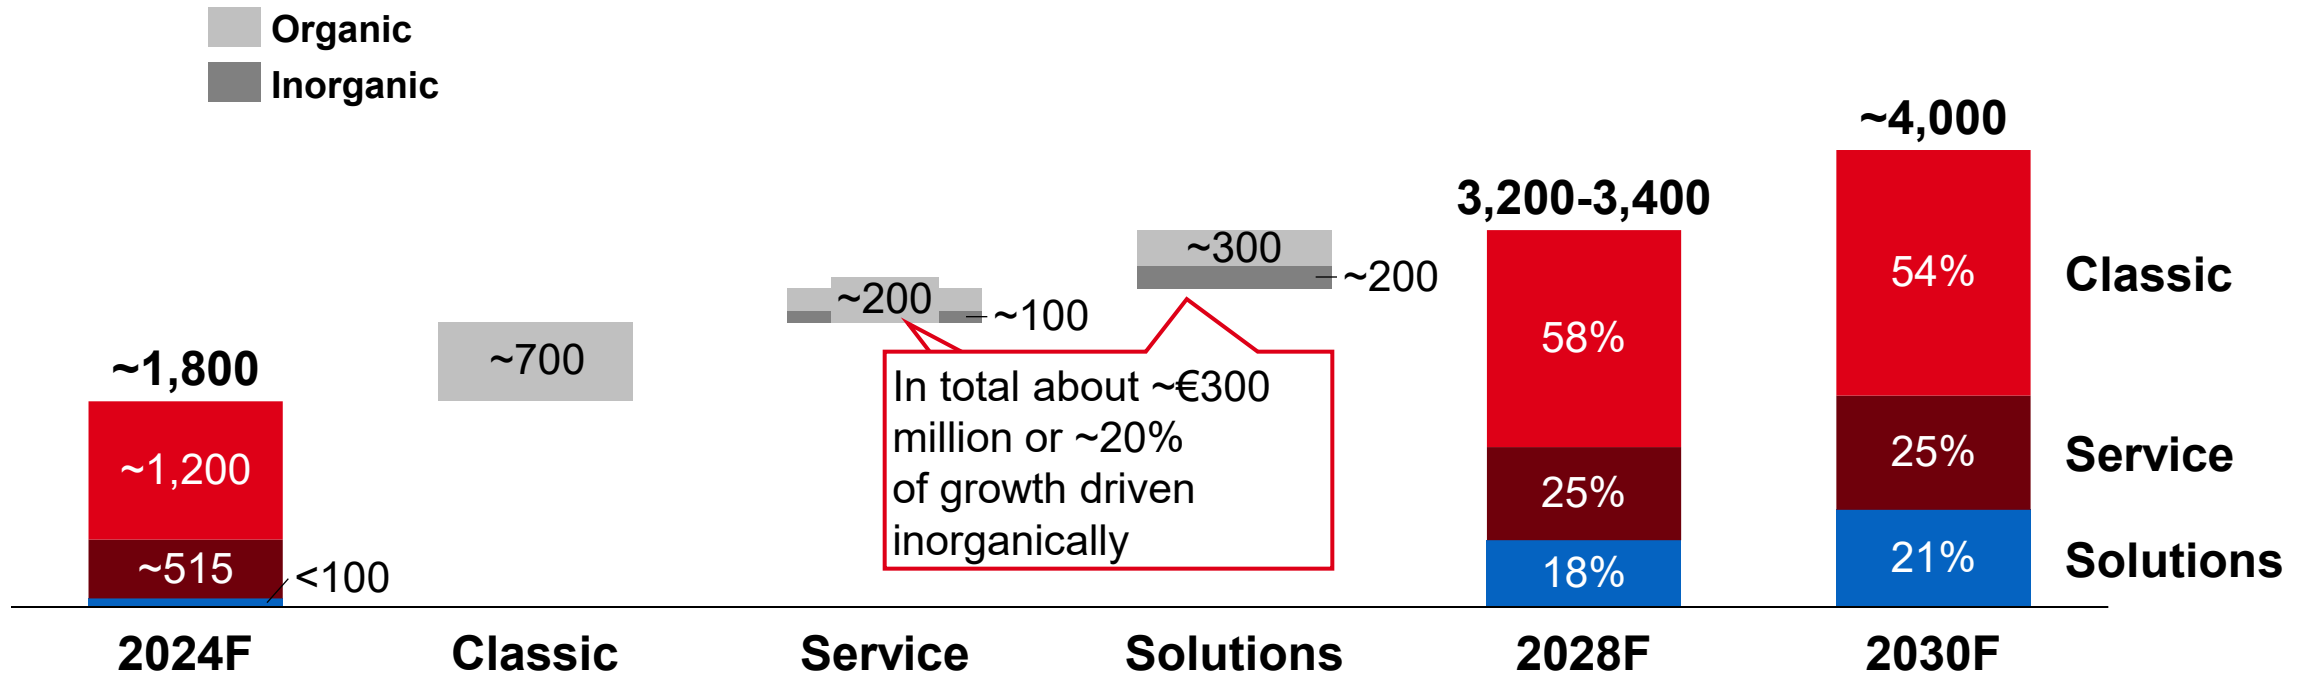 Organic
Inorganic
~4,000
3,200-3,400
~300
54%
Classic
~200
~200
~100
58%
~700
~1,800
In total about ~€300
million or ~20%
of growth driven
inorganically
~1,200
25%
Service
25%
~515
<100
18%
21%
Solutions
2024F
Classic
Service
Solutions
2028F
2030F